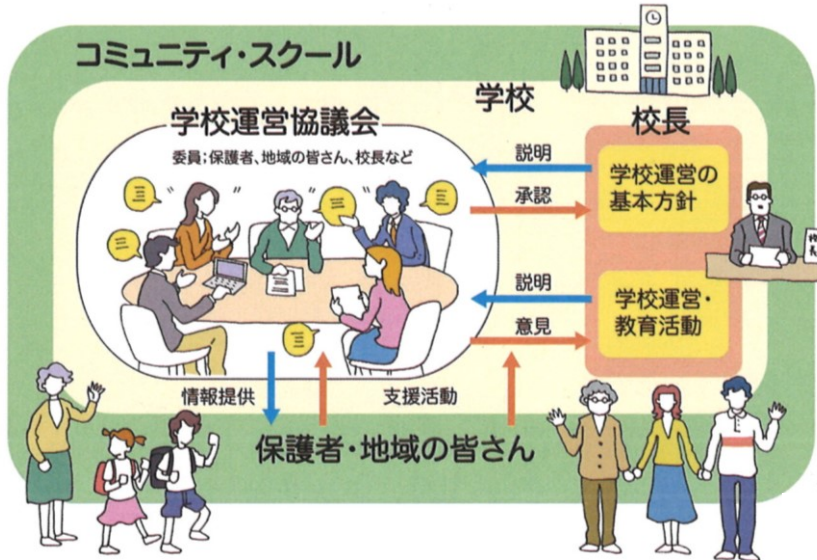 コミュニティ・スクール
学校
学校運営協議会
委員;保護者、地域の皆さん、校長など
校長
説明
承認
学校運営の
基本方針
校長
説明
意見
学校運営・
教育活動
情報提供
支援活動
保護者・地域の皆さん